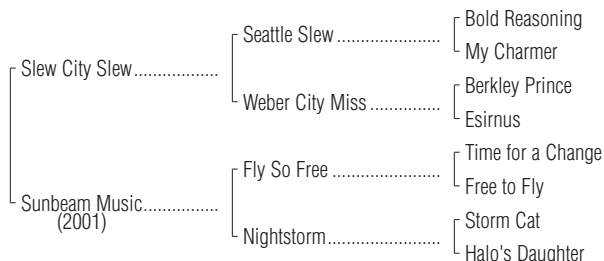 Bold Reasoning
Seattle Slew ......................
My Charmer
Slew City Slew.................
Berkley Prince
Weber City Miss ...............
Esirnus
Time for a Change
Fly So Free .......................
Free to Fly
Sunbeam Music...............
(2001)
Storm Cat
Nightstorm........................
Halo's Daughter